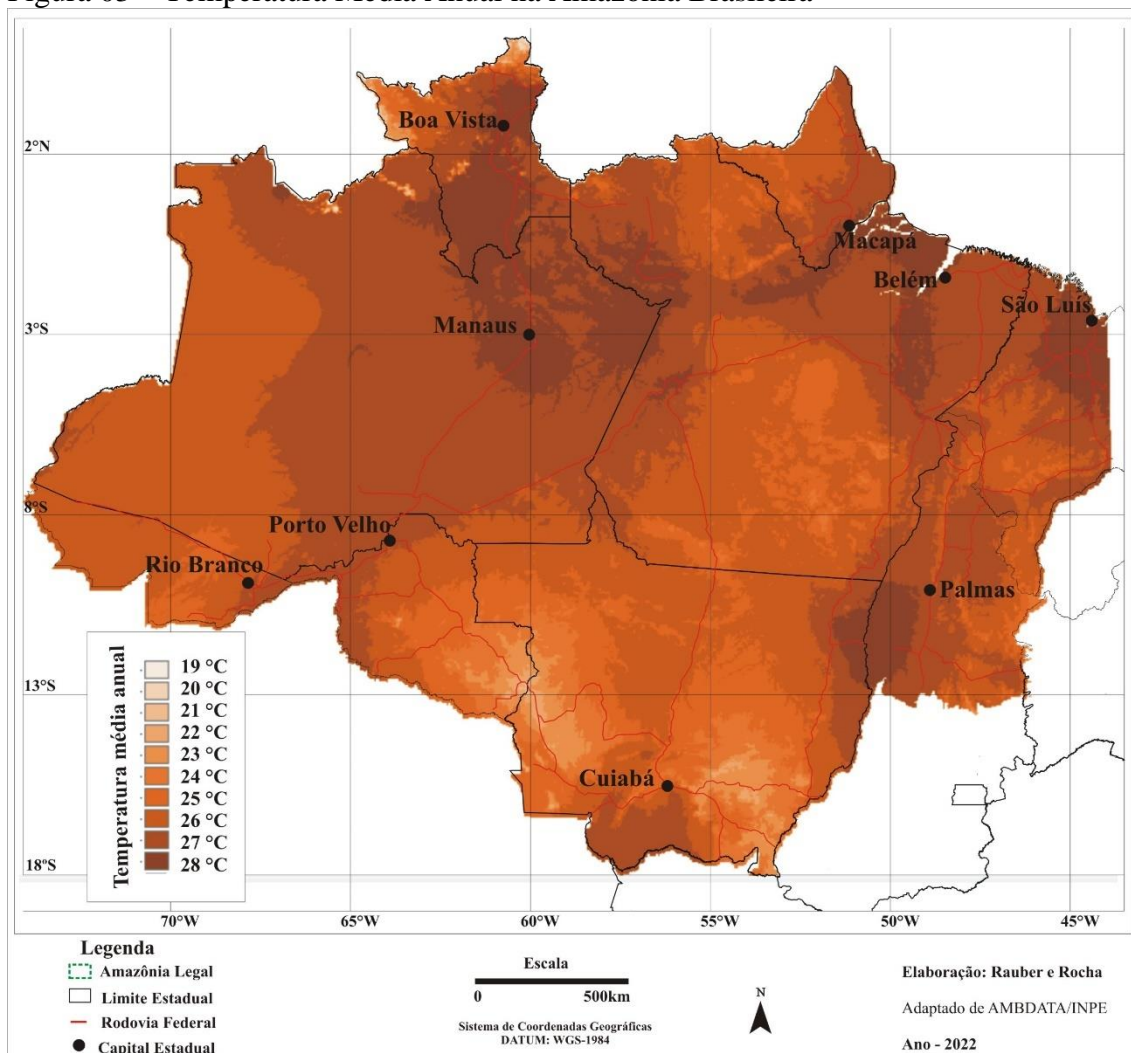 Figura 03 – Temperatura Média Anual na Amazônia Brasileira
Boa Vista
2°N
Macapá
Belém
São Luís
Manaus
3°S
8°S
Porto Velho
Rio Branco
Palmas
Temperatura média anual
19 °C
20 °C
21 °C
22 °C
23 °C
24 °C
25 °C
26 °C
27 °C
28 °C
13°S
Cuiabá
18°S
70°W
65°W
60°W
55°W
50°W
45°W
Legenda
Amazônia Legal
Limite Estadual
Rodovia Federal
Capital Estadual
Escala
0 500km
Sistema de Coordenadas Geográficas
DATUM: WGS-1984
N
Elaboração: Rauber e Rocha
Adaptado de AMBDATA/INPE
Ano - 2022